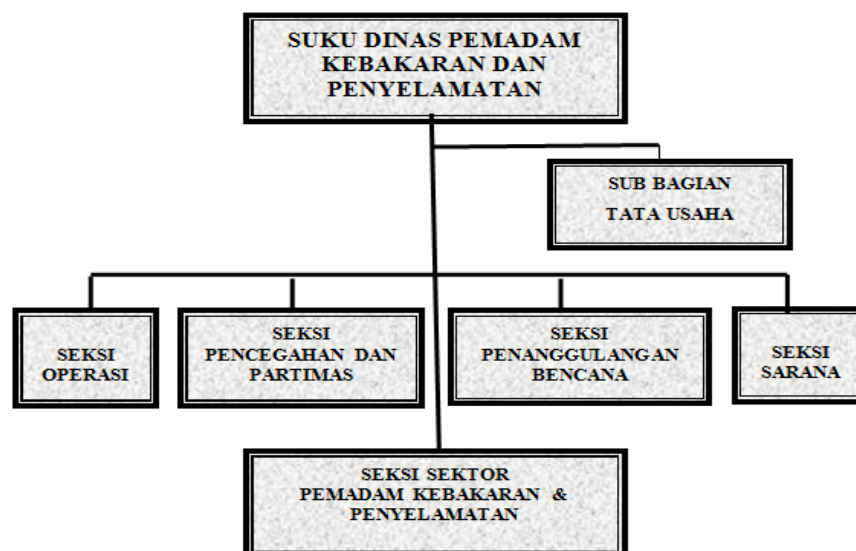 SUKU DINAS PEMADAM
KEBAKARAN DAN
PENYELAMATAN
SUB BAGIAN
TATA USAHA
SEKSI
OPERASI
SEKSI
PENCEGAHAN DAN
PARTIMAS
SEKSI
PENANGGULANGAN
BENCANA
SEKSI
SARANA
SEKSI SEKTOR
PEMADAM KEBAKARAN &
PENYELAMATAN